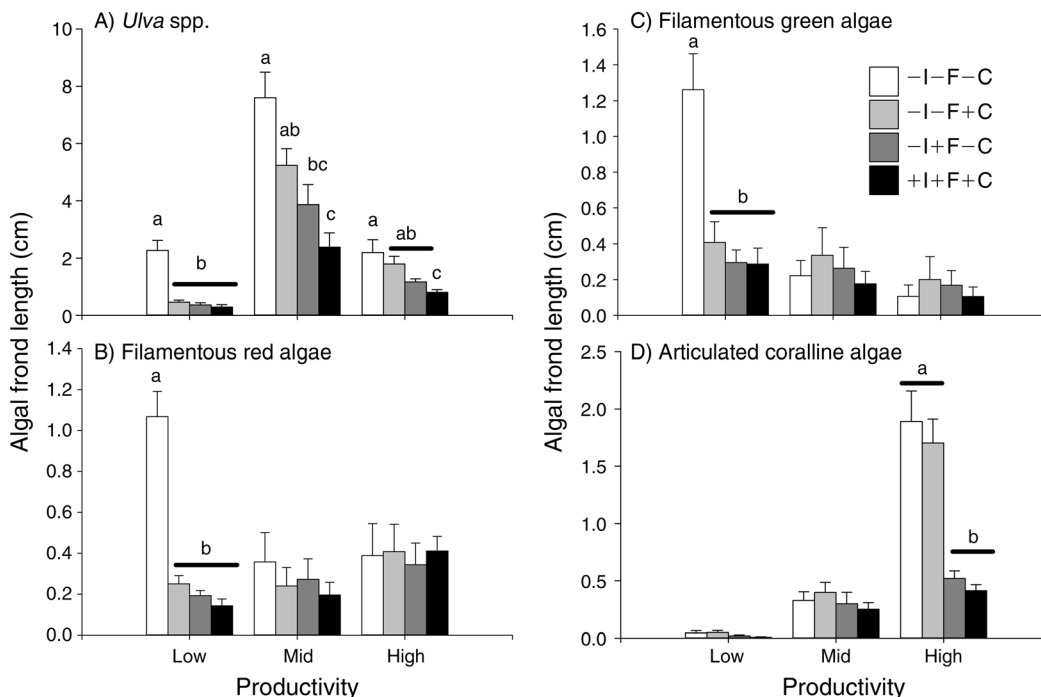 A) Ulva spp.
10
8
6
4
2
0
a
b
a
ab
bc
c
a
ab
c
B) Filamentous red algae
1.4
1.2
1.0
0.8
0.6
0.4
0.2
0.0
a
b
Low
Mid
High
Productivity
Algal frond length (cm)
C) Filamentous green algae
1.6
1.4
1.2
1.0
0.8
0.6
0.4
0.2
0.0
a
b
−I−F−C
−I−F+C
−I+F−C
+I+F+C
D) Articulated coralline algae
2.5
2.0
1.5
1.0
0.5
0.0
a
b
Low
Mid
High
Productivity
Algal frond length (cm)